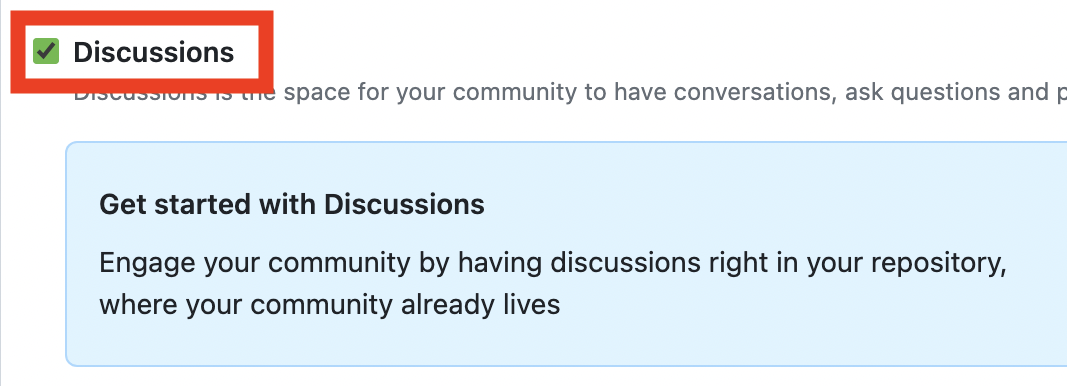 Discussions
Discussions is the space for your community to have conversations, ask questions and p
Get started with Discussions
Engage your community by having discussions right in your repository,
where your community already lives